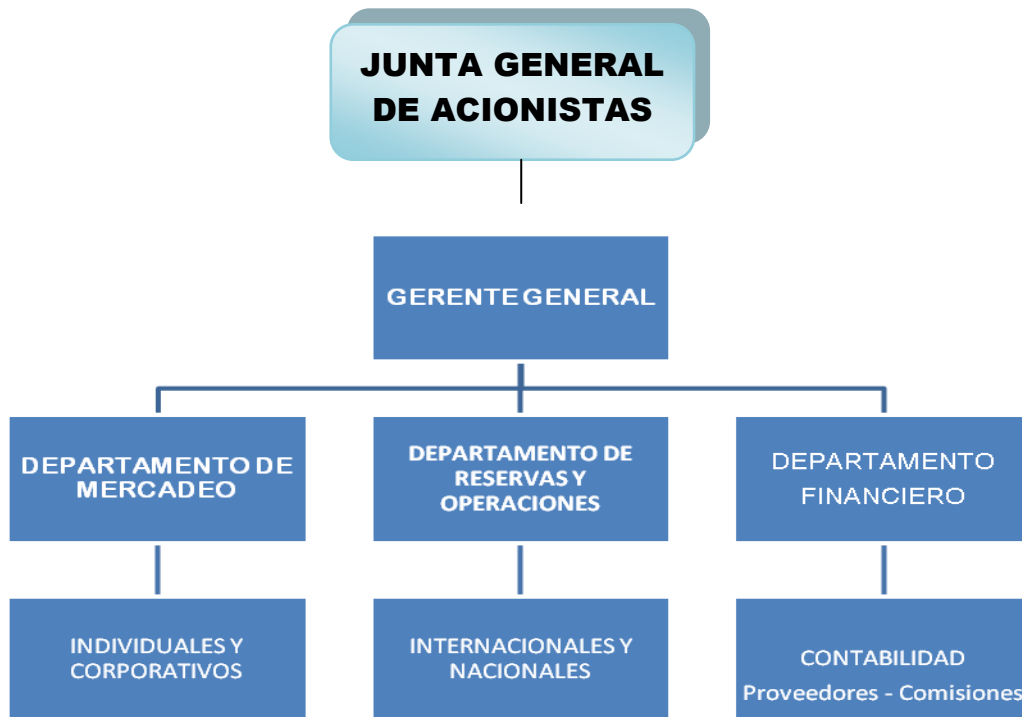 JUNTA GENERAL
DE ACIONISTAS
GERENTE GENERAL
DEPARTAMENTO DE
MERCADEO
DEPARTAMENTO DE
RESERVAS Y
OPERACIONES
DEPARTAMENTO
FINANCIERO
INDIVIDUALES Y
CORPORATIVOS
INTERNACIONALES Y
NACIONALES
CONTABILIDAD
Proveedores - Comisiones